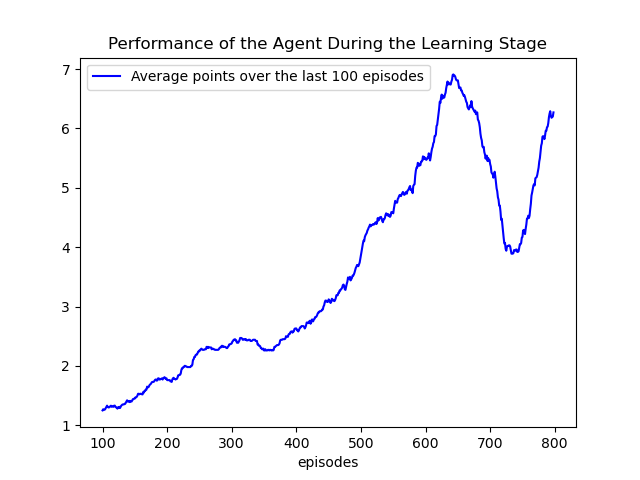 Performance of the Agent During the Learning Stage
Average points over the last 100 episodes
7
6
5
4
3
2
1
100 200 300 400 500 600 700 800
episodes